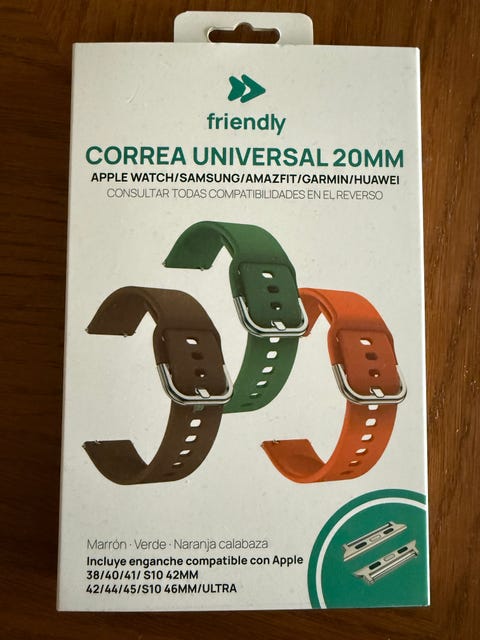 friendly
CORREA UNIVERSAL 20MM
APPLE WATCH/SAMSUNG/AMAZFIT/GARMIN/HUAWEI
CONSULTAR TODAS COMPATIBILIDADES EN EL REVERSO
Marrón · Verde · Naranja calabaza
Incluye enganche compatible con Apple
38/40/41/ S10 42MM
42/44/45/S10 46MM/ULTRA